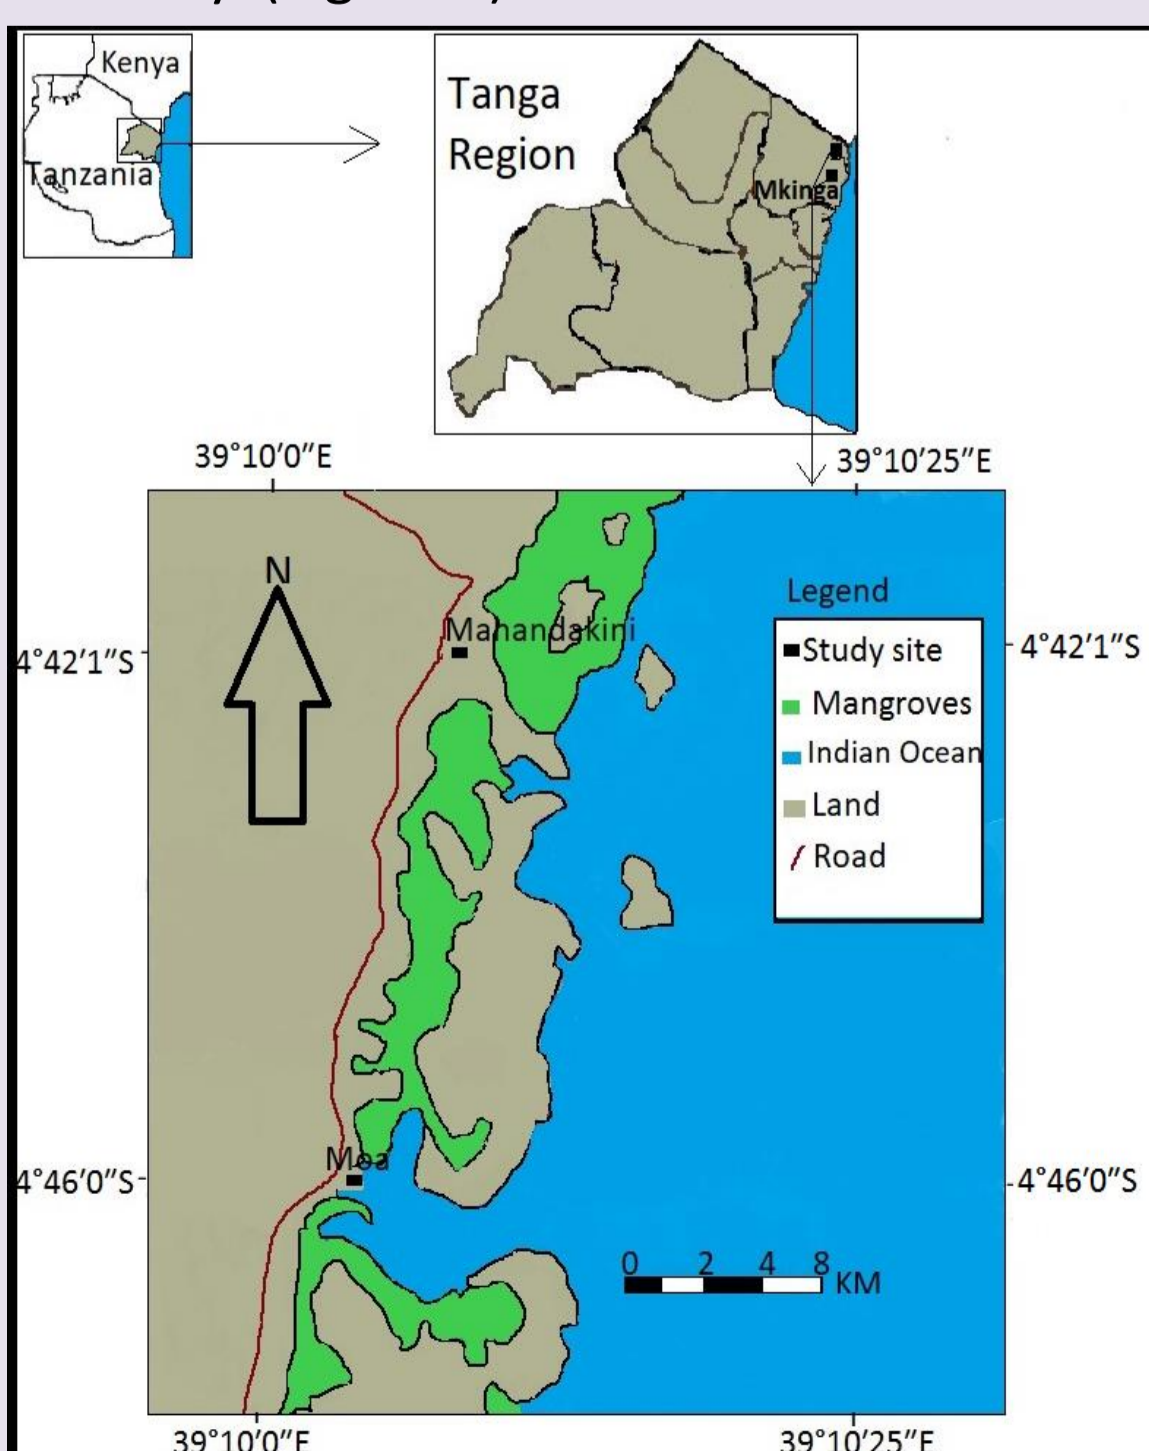 Kenya
Tanzania
Tanga
Region
Mkinga
39°10'0"E
39°10'25"E
N
Legend
Study site
Mangroves
Indian Ocean
Land
Road
Manandakini
4°42'1"S
4°42'1"S
Moa
4°46'0"S
4°46'0"S
0 2 4 8
KM
39°10'0"E
39°10'25"E